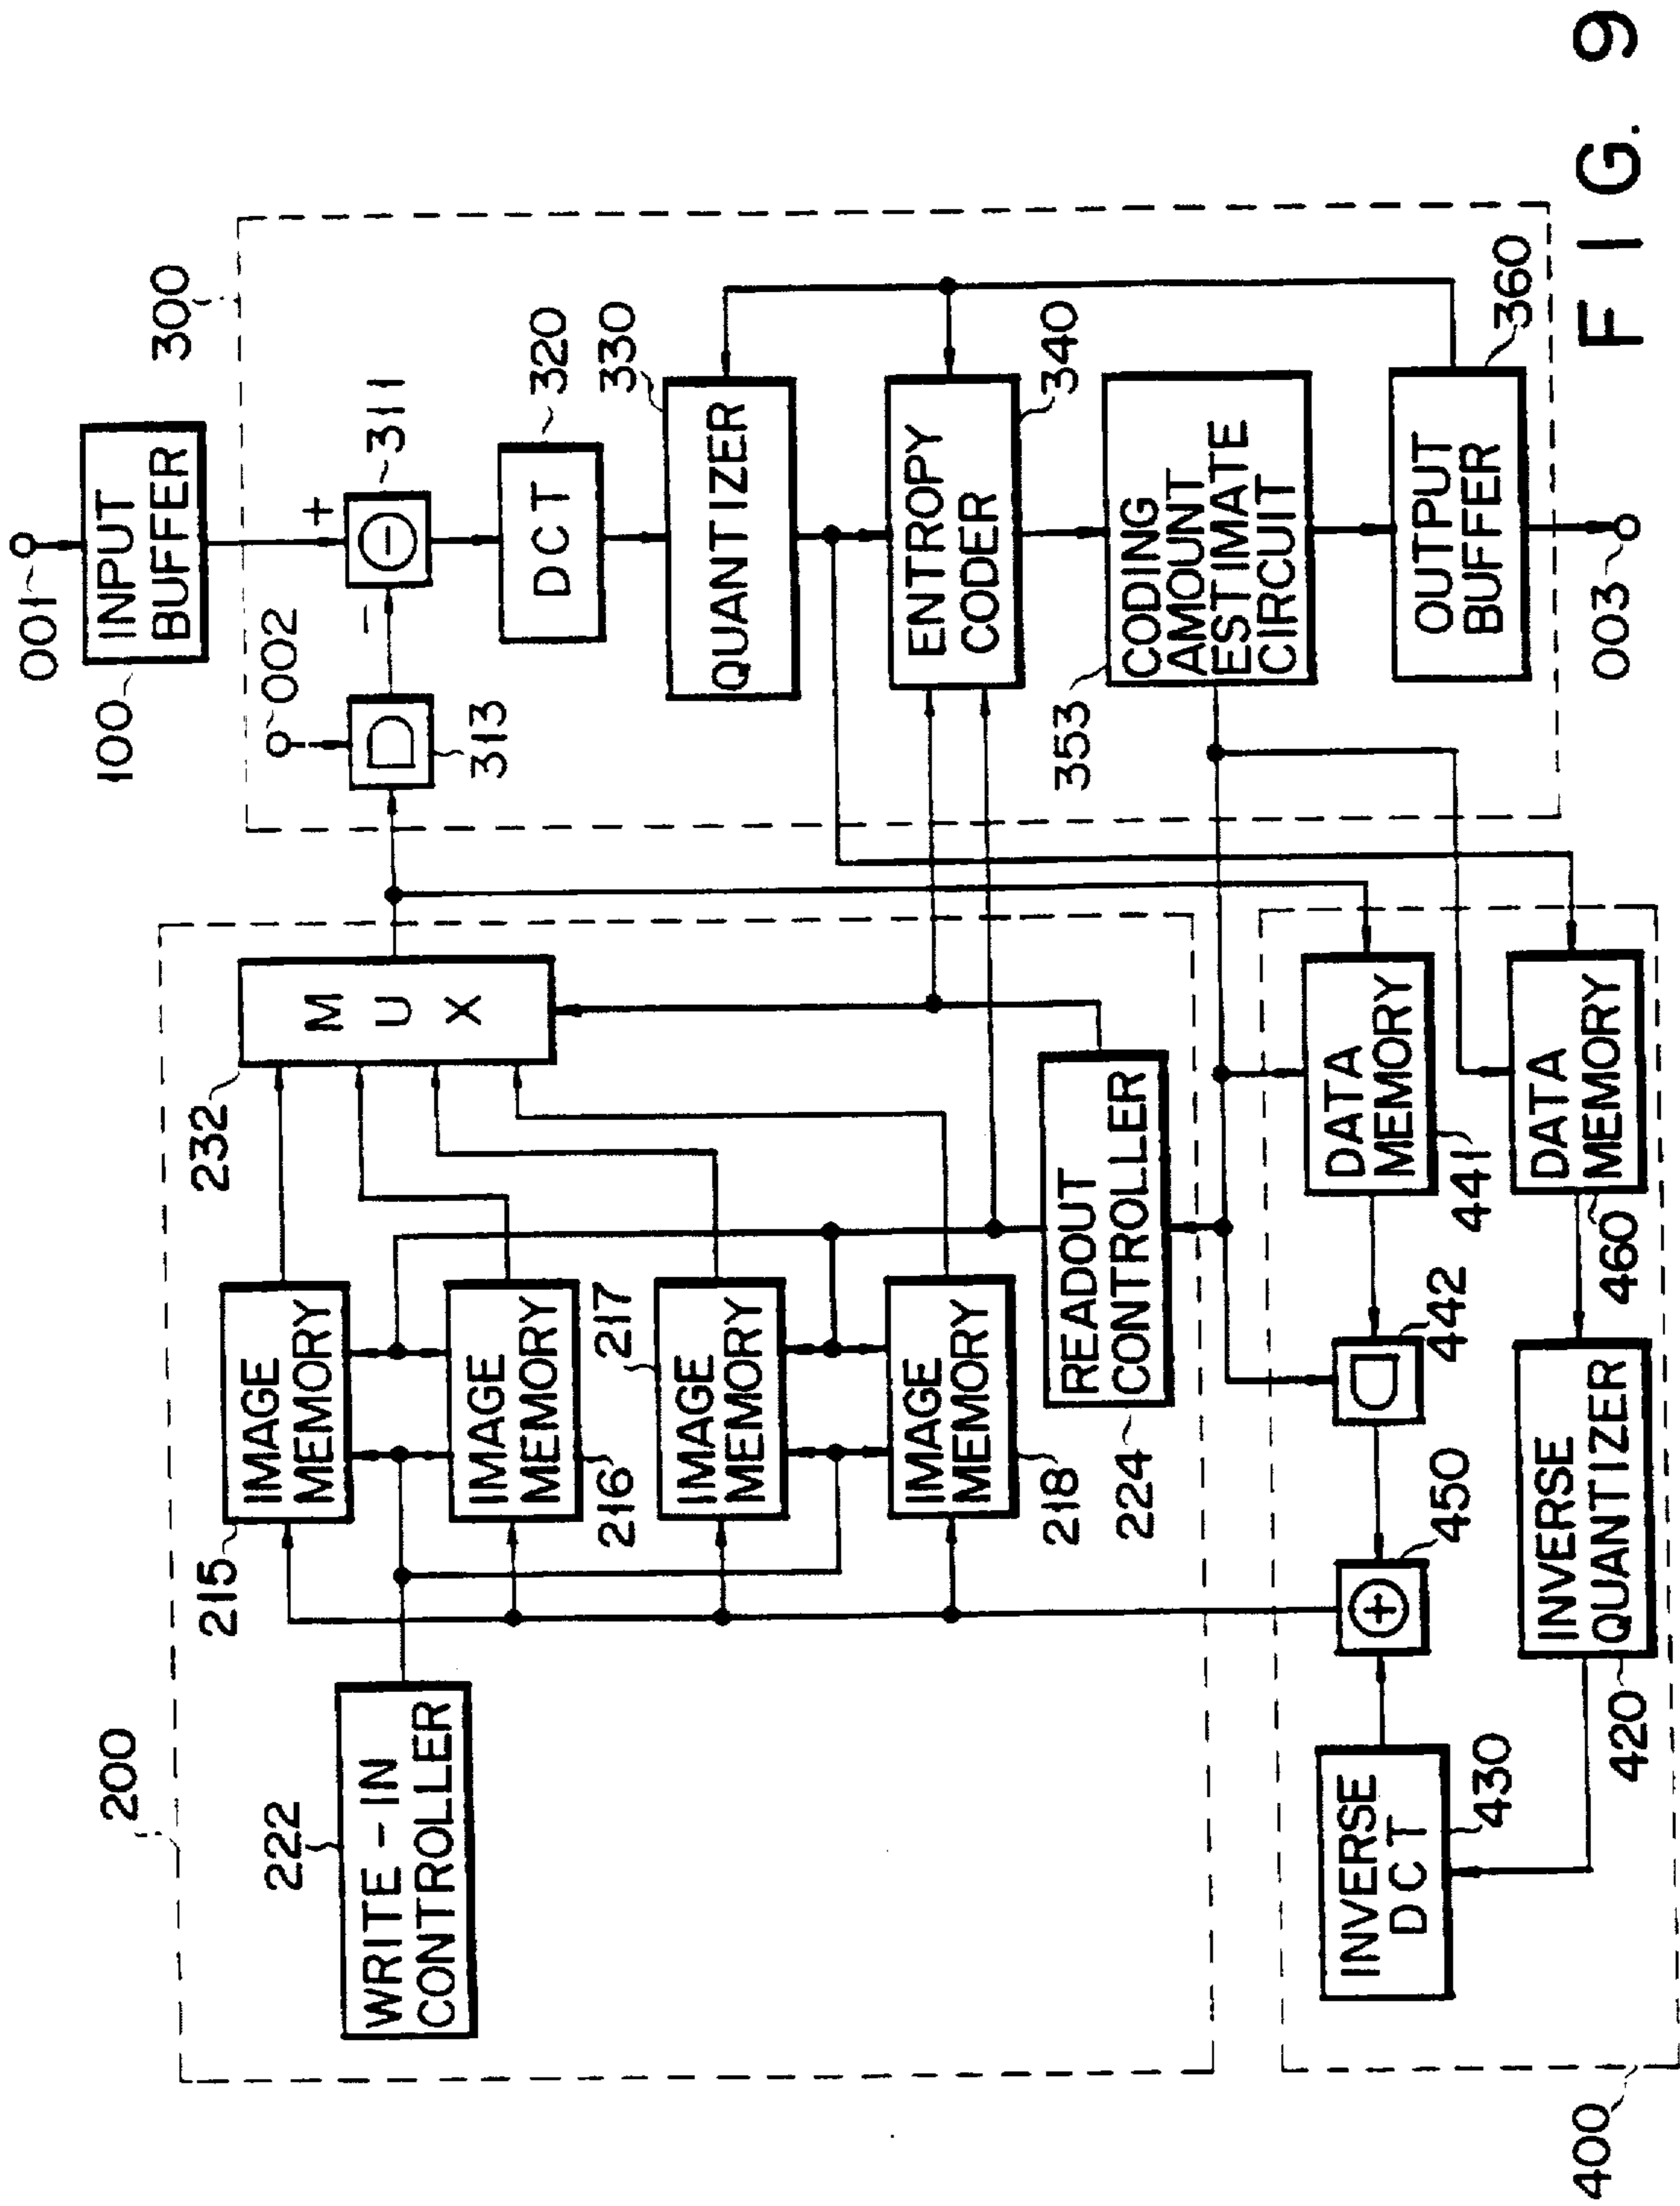 001
INPUT
BUFFER
100
300
002
+
−
311
313
D
DCT
320
330
QUANTIZER
ENTROPY
CODER
340
CODING
AMOUNT
ESTIMATE
CIRCUIT
353
OUTPUT
BUFFER
360
003
200
232
MUX
215
IMAGE
MEMORY
IMAGE
MEMORY
216
217
IMAGE
MEMORY
IMAGE
MEMORY
218
222
WRITE-IN
CONTROLLER
READOUT
CONTROLLER
224
DATA
MEMORY
441
DATA
MEMORY
460
D
442
+
450
INVERSE
QUANTIZER
420
INVERSE
DCT
430
400
FIG. 9